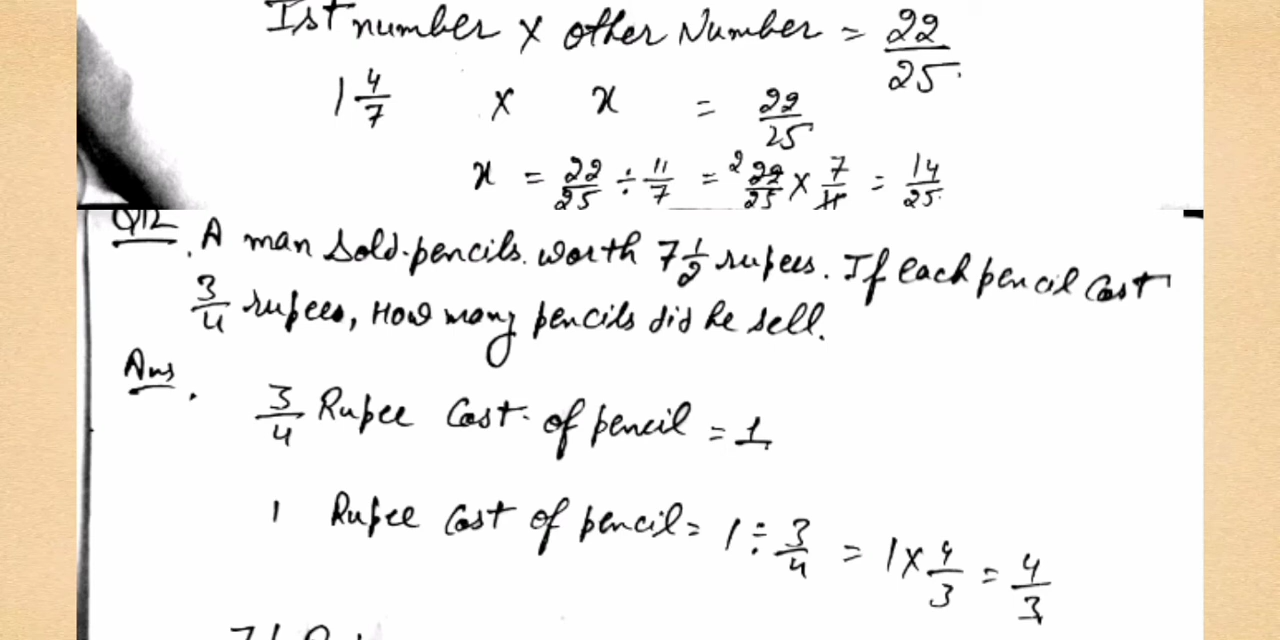 Ist number × other Number = 22/25.
1 4/7 × x = 22/25
x = 22/25 ÷ 11/7 = 2 22/25 × 7/11 = 14/25.
Q12. A man sold pencils. worth 7 1/2 rupees. If each pencil cost
3/4 rupees, How many pencils did he sell.
Ans.
3/4 Rupee Cost. of pencil = 1
1 Rupee Cost of pencil = 1 ÷ 3/4 = 1 × 4/3 = 4/3